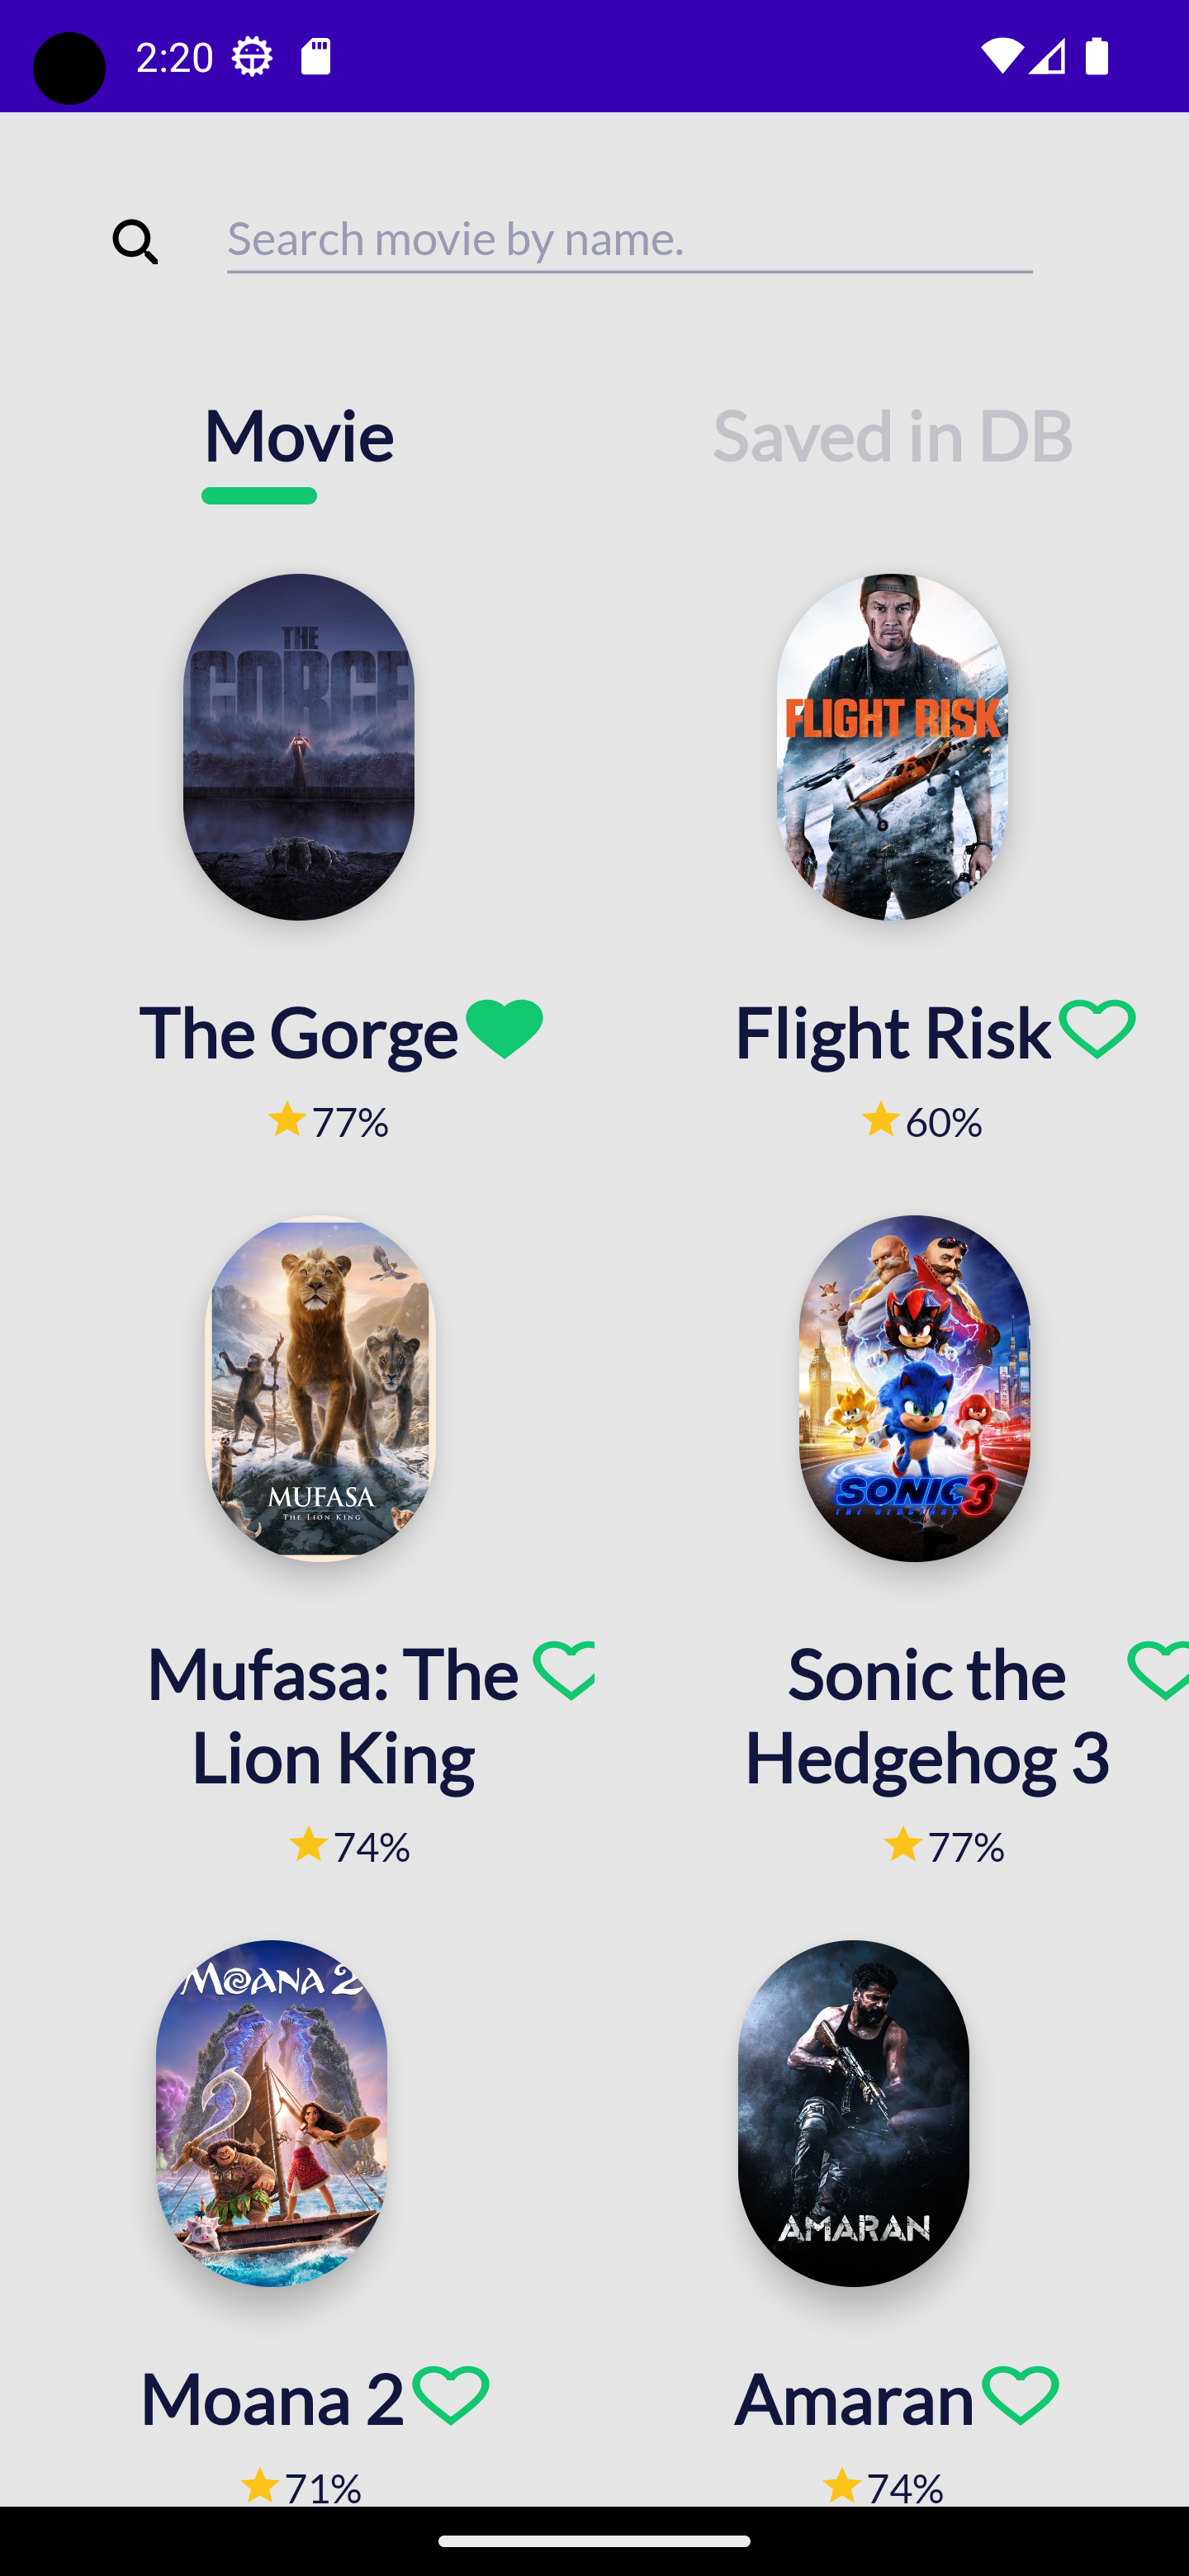 2:20
Search movie by name.
Movie
Saved in DB
THE
GORGE
FLIGHT RISK
The Gorge
Flight Risk
77%
60%
MUFASA
THE LION KING
SONIC 3
THE HEDGEHOG
Mufasa: The
Lion King
Sonic the
Hedgehog 3
74%
77%
MOANA 2
AMARAN
Moana 2
Amaran
71%
74%